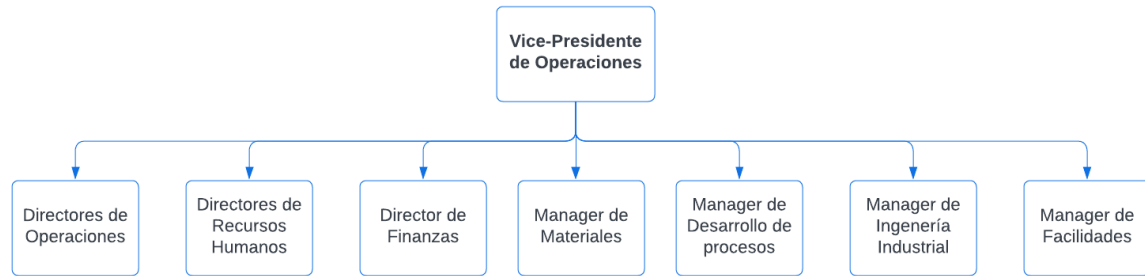 Vice-Presidente
de Operaciones
Directores de
Operaciones
Directores de
Recursos
Humanos
Director de
Finanzas
Manager de
Materiales
Manager de
Desarrollo de
procesos
Manager de
Ingenería
Industrial
Manager de
Facilidades